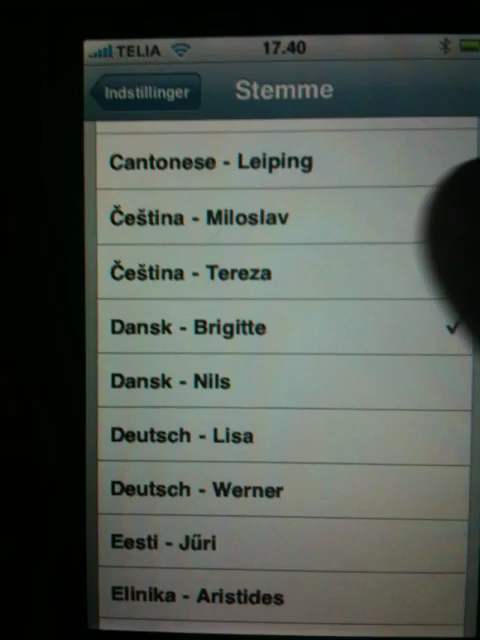 TELIA 17.40
Indstillinger Stemme
Cantonese - Leiping
Čeština - Miloslav
Čeština - Tereza
Dansk - Brigitte
Dansk - Nils
Deutsch - Lisa
Deutsch - Werner
Eesti - Jűri
Elinika - Aristides